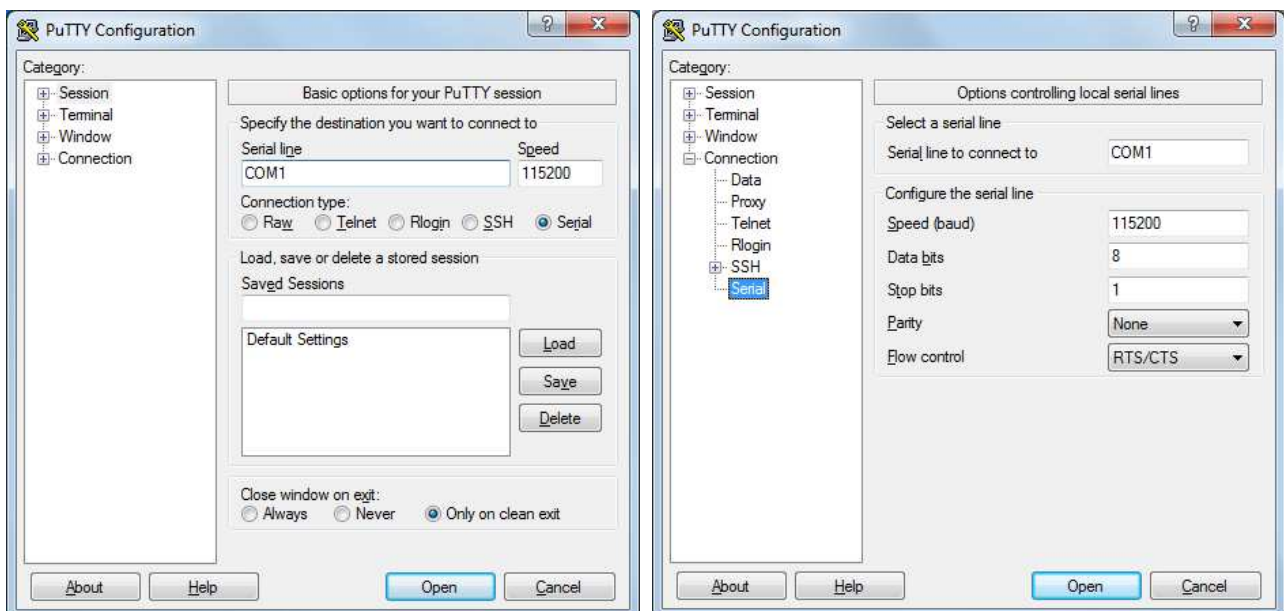 PuTTY Configuration
Category:
Session
Terminal
Window
Connection
Basic options for your PuTTY session
Specify the destination you want to connect to
Serial line Speed
COM1 115200
Connection type:
Raw Telnet Rlogin SSH Serial
Load, save or delete a stored session
Saved Sessions
Default Settings
Load
Save
Delete
Close window on exit:
Always Never Only on clean exit
About Help Open Cancel
PuTTY Configuration
Category:
Session
Terminal
Window
Connection
Data
Proxy
Telnet
Rlogin
SSH
Serial
Options controlling local serial lines
Select a serial line
Serial line to connect to COM1
Configure the serial line
Speed (baud) 115200
Data bits 8
Stop bits 1
Parity None
Flow control RTS/CTS
About Help Open Cancel